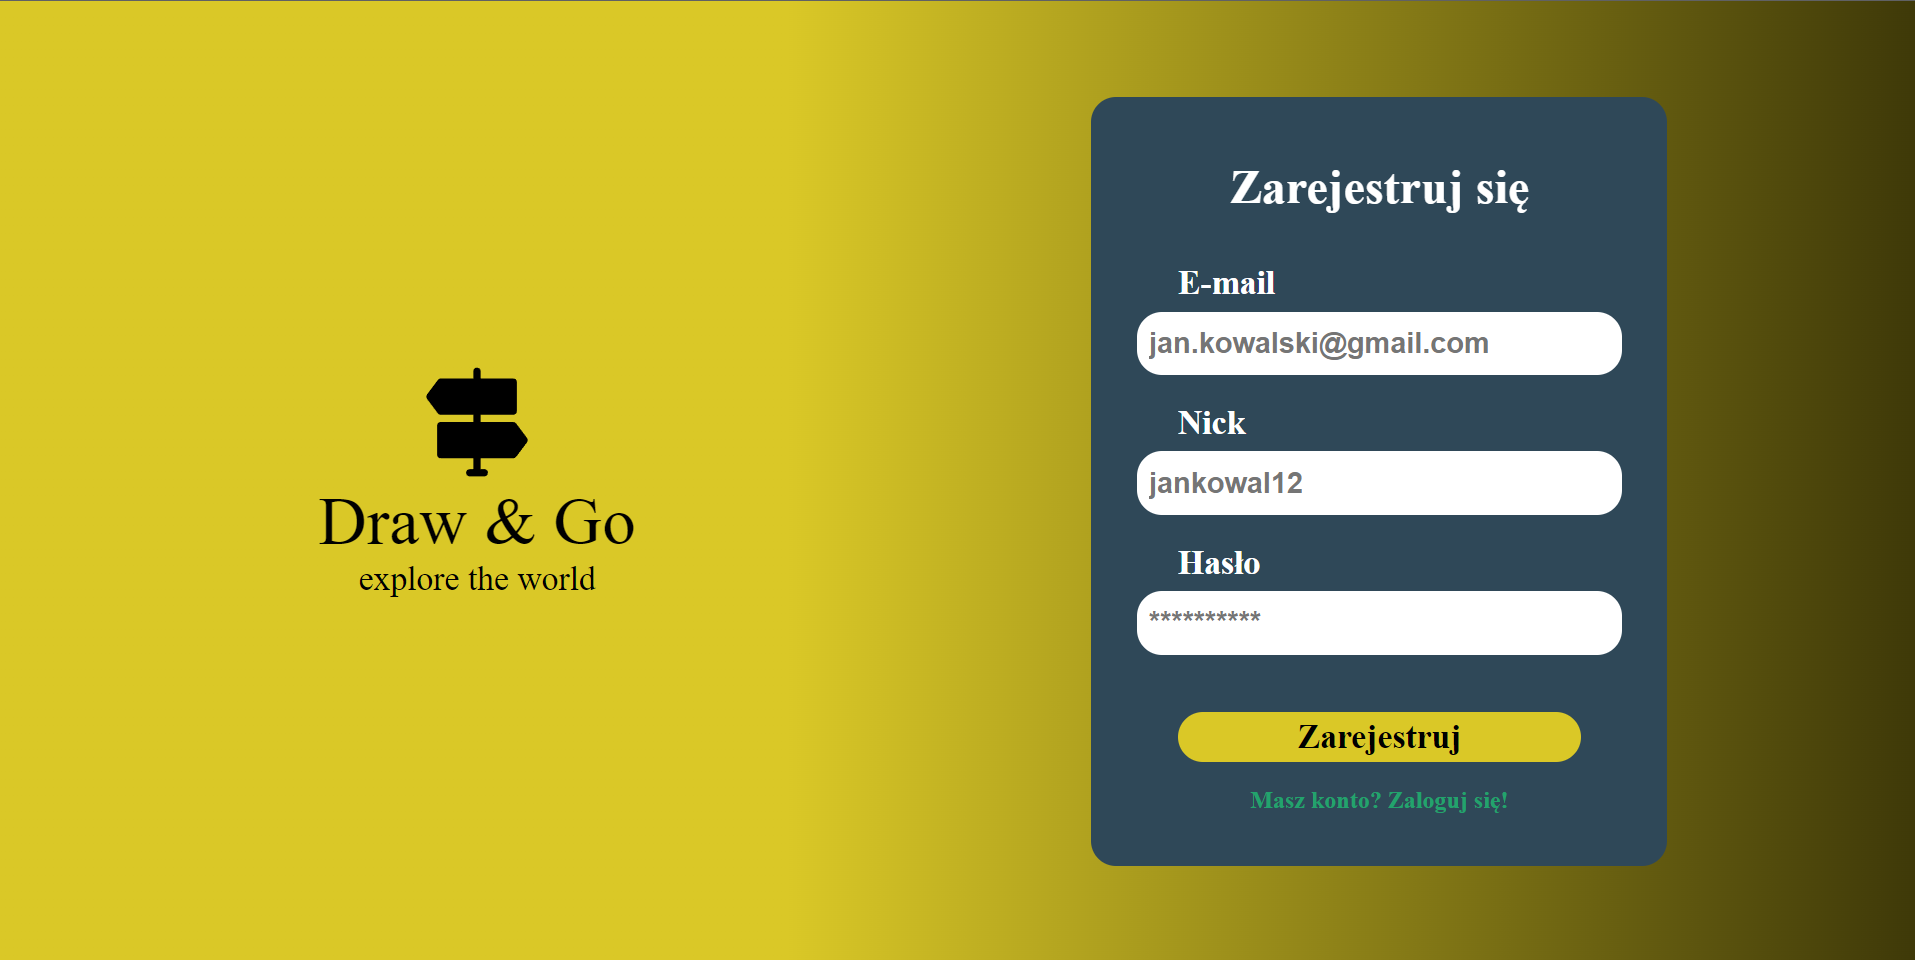 Draw & Go
explore the world
Zarejestruj się
E-mail
jan.kowalski@gmail.com
Nick
jankowal12
Hasło
**********
Zarejestruj
Masz konto? Zaloguj się!